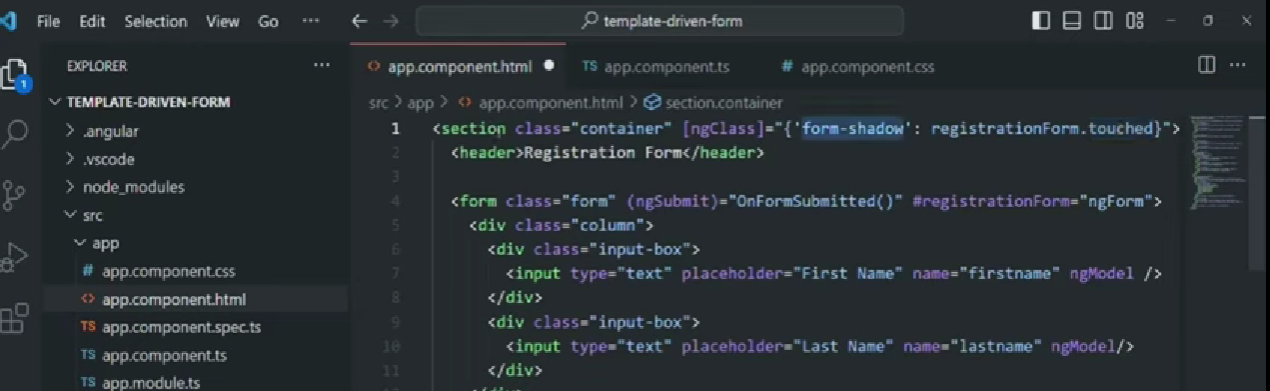 File Edit Selection View Go ··· template-driven-form
EXPLORER ···
app.component.html ● TS app.component.ts # app.component.css ···
src > app > <> app.component.html > section.container
1
TEMPLATE-DRIVEN-FORM
> .angular
> .vscode
> node_modules
src
app
# app.component.css
<> app.component.html
TS app.component.spec.ts
TS app.component.ts
TS app.module.ts
1 <section class="container" [ngClass]="{'form-shadow': registrationForm.touched}">
2 <header>Registration Form</header>
3
4 <form class="form" (ngSubmit)="OnFormSubmitted()" #registrationForm="ngForm">
5 <div class="column">
6 <div class="input-box">
7 <input type="text" placeholder="First Name" name="firstname" ngModel />
8 </div>
9 <div class="input-box">
10 <input type="text" placeholder="Last Name" name="lastname" ngModel/>
11 </div>